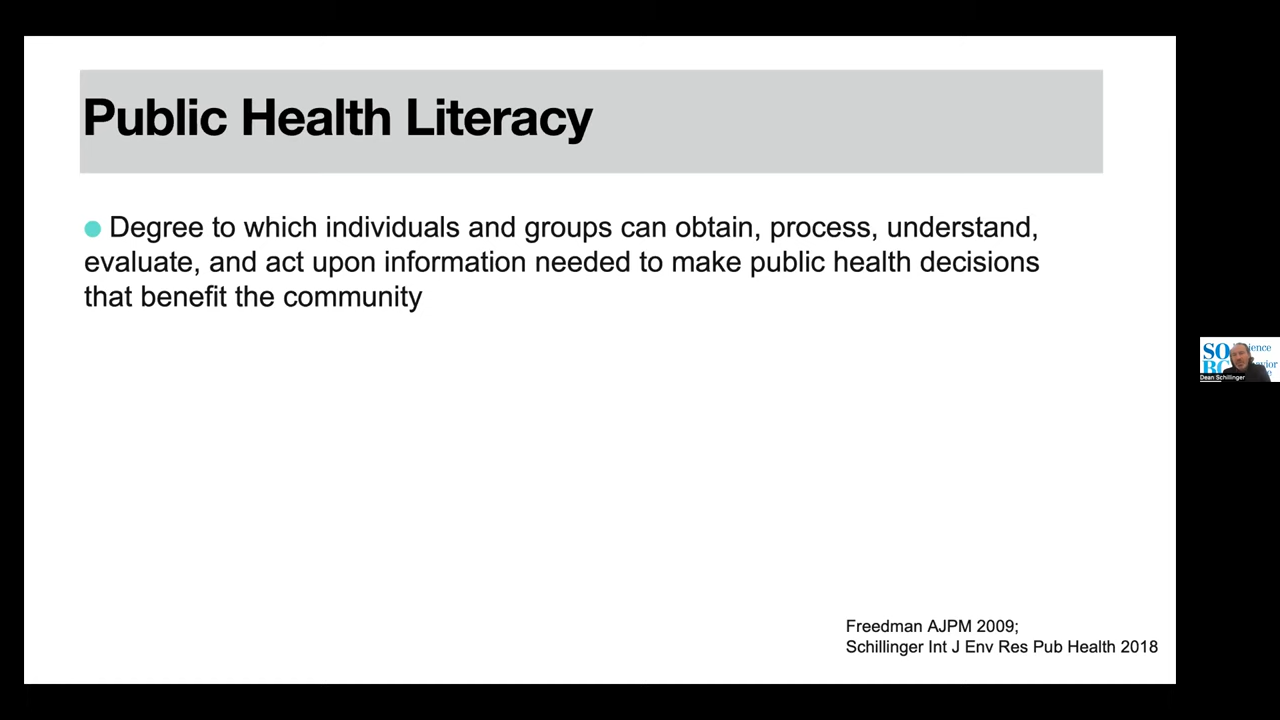 Public Health Literacy
Degree to which individuals and groups can obtain, process, understand,
evaluate, and act upon information needed to make public health decisions
that benefit the community
Freedman AJPM 2009;
Schillinger Int J Env Res Pub Health 2018
SO
Dean Schillinger